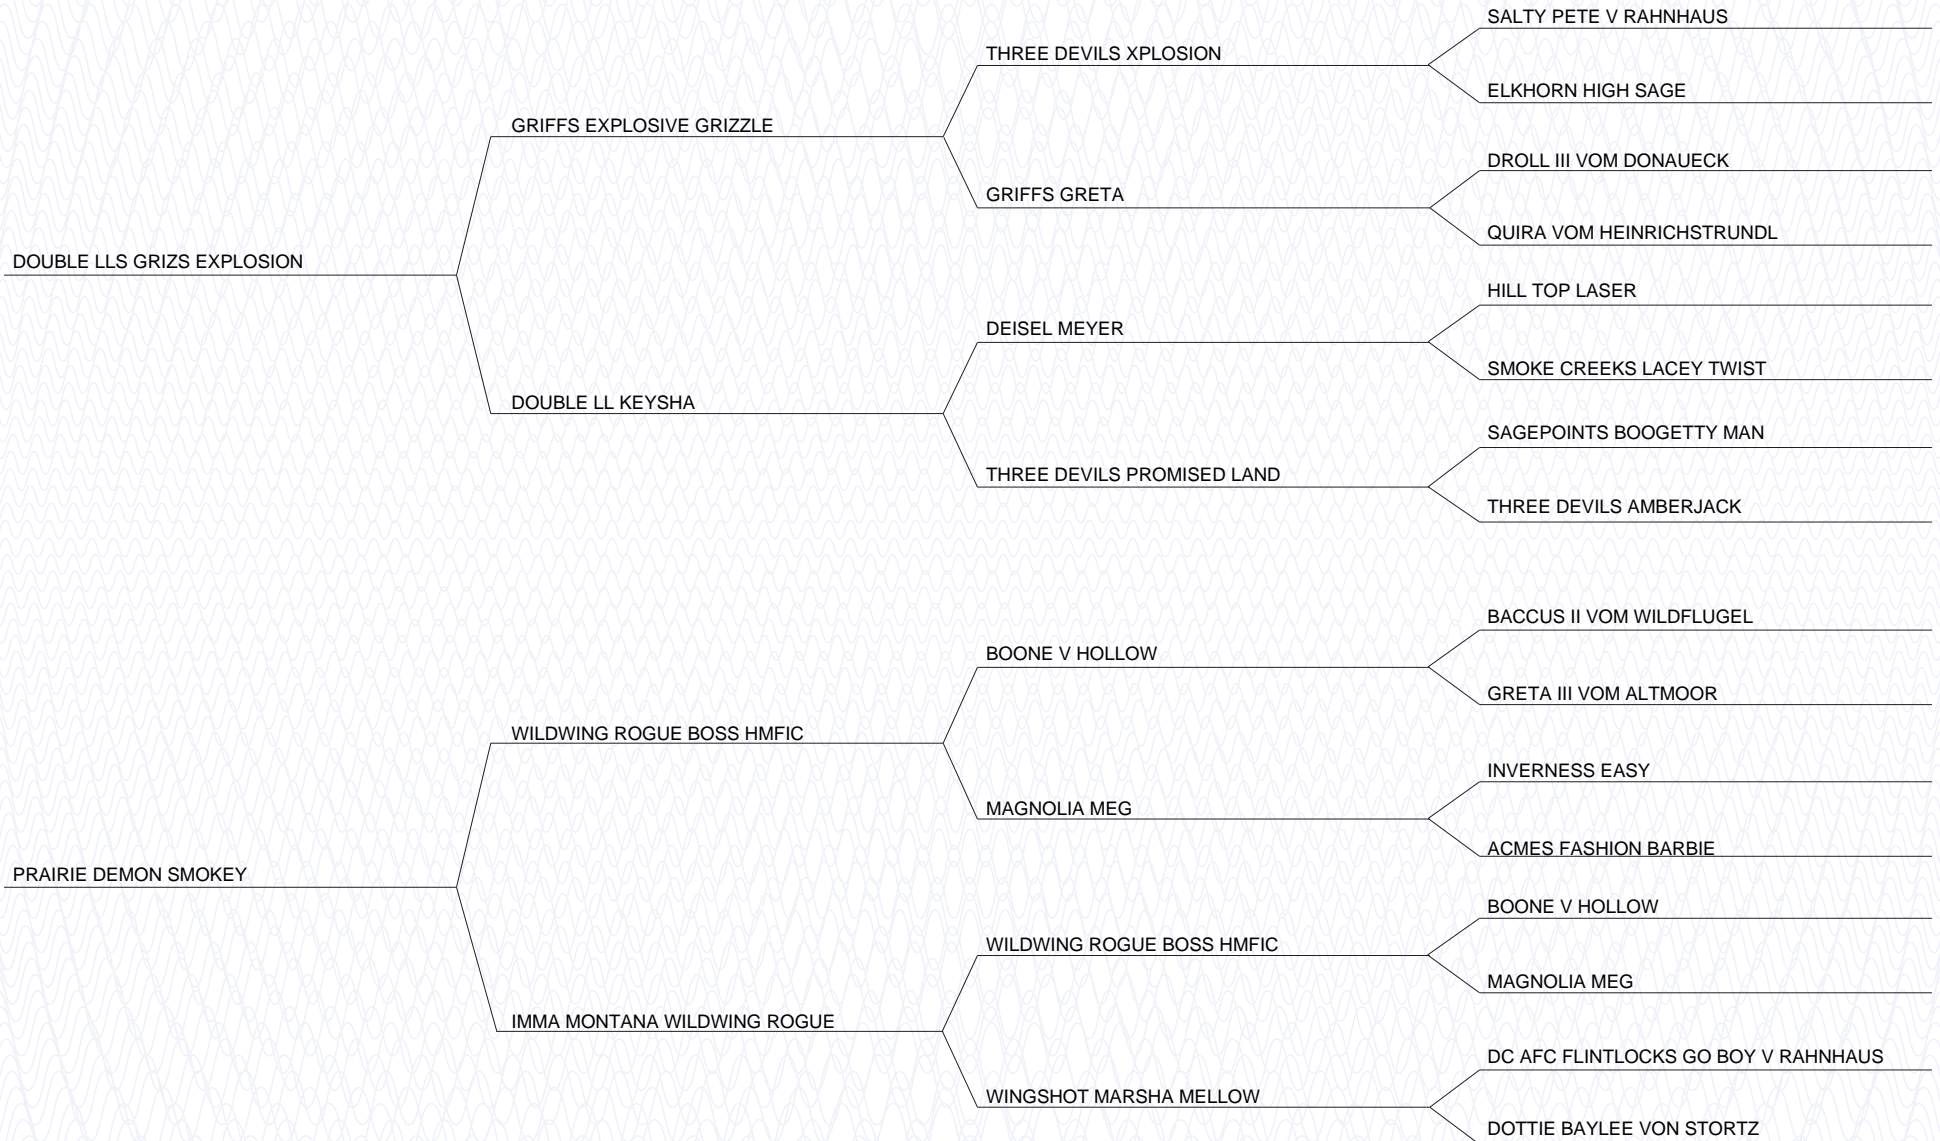 SALTY PETE V RAHNHAUS
THREE DEVILS XPLOSION
ELKHORN HIGH SAGE
GRIFFS EXPLOSIVE GRIZZLE
DROLL III VOM DONAUECK
GRIFFS GRETA
QUIRA VOM HEINRICHSTRUNDL
DOUBLE LLS GRIZS EXPLOSION
HILL TOP LASER
DEISEL MEYER
SMOKE CREEKS LACEY TWIST
DOUBLE LL KEYSHA
SAGEPOINTS BOOGETTY MAN
THREE DEVILS PROMISED LAND
THREE DEVILS AMBERJACK
BACCUS II VOM WILDFLUGEL
BOONE V HOLLOW
GRETA III VOM ALTMOOR
WILDWING ROGUE BOSS HMFIC
INVERNESS EASY
MAGNOLIA MEG
ACMES FASHION BARBIE
PRAIRIE DEMON SMOKEY
BOONE V HOLLOW
WILDWING ROGUE BOSS HMFIC
MAGNOLIA MEG
IMMA MONTANA WILDWING ROGUE
DC AFC FLINTLOCKS GO BOY V RAHNHAUS
WINGSHOT MARSHA MELLOW
DOTTIE BAYLEE VON STORTZ